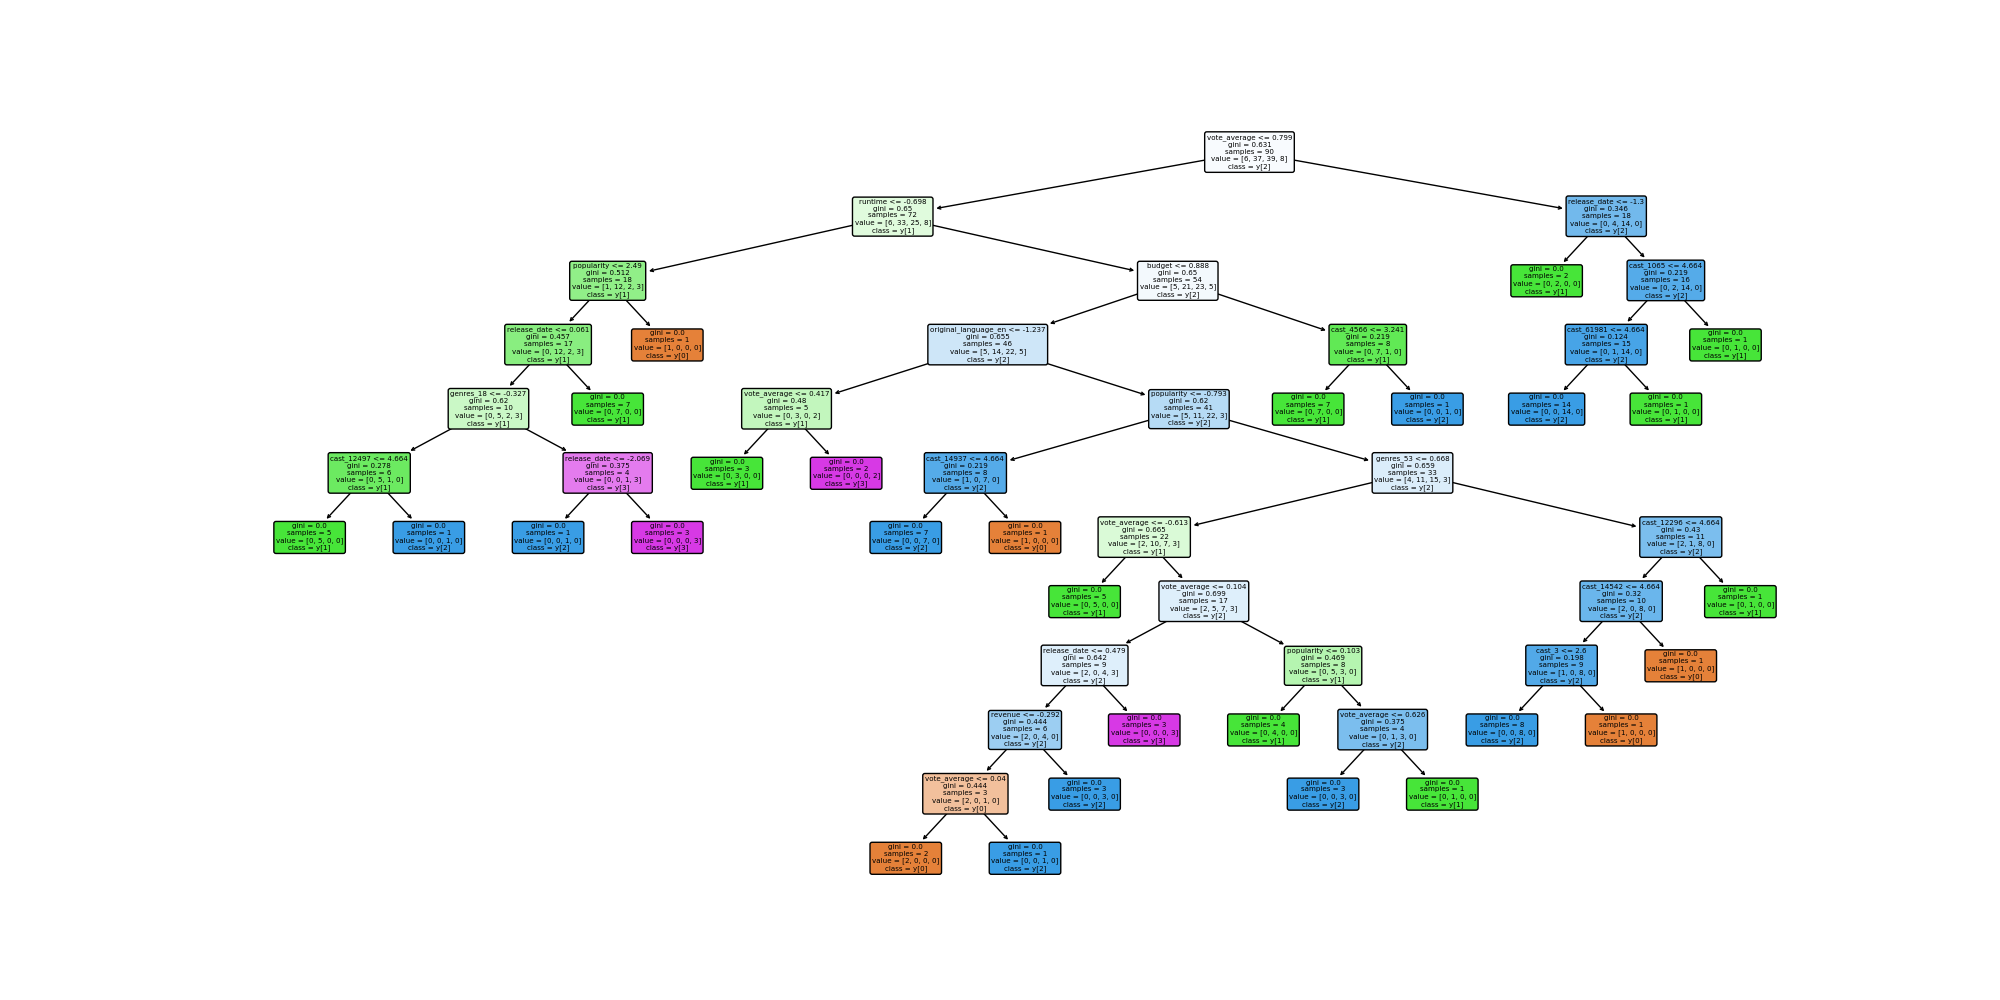 vote_average <= 0.799
gini = 0.631
samples = 90
value = [6, 37, 39, 8]
class = y[2]
runtime <= -0.698
gini = 0.65
samples = 72
value = [6, 33, 25, 8]
class = y[1]
release_date <= -1.3
gini = 0.346
samples = 18
value = [0, 4, 14, 0]
class = y[2]
popularity <= 2.49
gini = 0.512
samples = 18
value = [1, 12, 2, 3]
class = y[1]
budget <= 0.888
gini = 0.65
samples = 54
value = [5, 21, 23, 5]
class = y[2]
gini = 0.0
samples = 2
value = [0, 2, 0, 0]
class = y[1]
cast_1065 <= 4.664
gini = 0.219
samples = 16
value = [0, 2, 14, 0]
class = y[2]
release_date <= 0.061
gini = 0.457
samples = 17
value = [0, 12, 2, 3]
class = y[1]
gini = 0.0
samples = 1
value = [1, 0, 0, 0]
class = y[0]
original_language_en <= -1.237
gini = 0.655
samples = 46
value = [5, 14, 22, 5]
class = y[2]
cast_4566 <= 3.241
gini = 0.219
samples = 8
value = [0, 7, 1, 0]
class = y[1]
cast_61981 <= 4.664
gini = 0.124
samples = 15
value = [0, 1, 14, 0]
class = y[2]
gini = 0.0
samples = 1
value = [0, 1, 0, 0]
class = y[1]
genres_18 <= -0.327
gini = 0.62
samples = 10
value = [0, 5, 2, 3]
class = y[1]
gini = 0.0
samples = 7
value = [0, 7, 0, 0]
class = y[1]
vote_average <= 0.417
gini = 0.48
samples = 5
value = [0, 3, 0, 2]
class = y[1]
popularity <= -0.793
gini = 0.62
samples = 41
value = [5, 11, 22, 3]
class = y[2]
gini = 0.0
samples = 7
value = [0, 7, 0, 0]
class = y[1]
gini = 0.0
samples = 1
value = [0, 0, 1, 0]
class = y[2]
gini = 0.0
samples = 14
value = [0, 0, 14, 0]
class = y[2]
gini = 0.0
samples = 1
value = [0, 1, 0, 0]
class = y[1]
cast_12497 <= 4.664
gini = 0.278
samples = 6
value = [0, 5, 1, 0]
class = y[1]
release_date <= -2.069
gini = 0.375
samples = 4
value = [0, 0, 1, 3]
class = y[3]
gini = 0.0
samples = 3
value = [0, 3, 0, 0]
class = y[1]
gini = 0.0
samples = 2
value = [0, 0, 0, 2]
class = y[3]
cast_14937 <= 4.664
gini = 0.219
samples = 8
value = [1, 0, 7, 0]
class = y[2]
genres_53 <= 0.668
gini = 0.659
samples = 33
value = [4, 11, 15, 3]
class = y[2]
gini = 0.0
samples = 5
value = [0, 5, 0, 0]
class = y[1]
gini = 0.0
samples = 1
value = [0, 0, 1, 0]
class = y[2]
gini = 0.0
samples = 1
value = [0, 0, 1, 0]
class = y[2]
gini = 0.0
samples = 3
value = [0, 0, 0, 3]
class = y[3]
gini = 0.0
samples = 7
value = [0, 0, 7, 0]
class = y[2]
gini = 0.0
samples = 1
value = [1, 0, 0, 0]
class = y[0]
vote_average <= -0.613
gini = 0.665
samples = 22
value = [2, 10, 7, 3]
class = y[1]
cast_12296 <= 4.664
gini = 0.43
samples = 11
value = [2, 1, 8, 0]
class = y[2]
gini = 0.0
samples = 5
value = [0, 5, 0, 0]
class = y[1]
vote_average <= 0.104
gini = 0.699
samples = 17
value = [2, 5, 7, 3]
class = y[2]
cast_14542 <= 4.664
gini = 0.32
samples = 10
value = [2, 0, 8, 0]
class = y[2]
gini = 0.0
samples = 1
value = [0, 1, 0, 0]
class = y[1]
release_date <= 0.479
gini = 0.642
samples = 9
value = [2, 0, 4, 3]
class = y[2]
popularity <= 0.103
gini = 0.469
samples = 8
value = [0, 5, 3, 0]
class = y[1]
cast_3 <= 2.6
gini = 0.198
samples = 9
value = [1, 0, 8, 0]
class = y[2]
gini = 0.0
samples = 1
value = [1, 0, 0, 0]
class = y[0]
revenue <= -0.292
gini = 0.444
samples = 6
value = [2, 0, 4, 0]
class = y[2]
gini = 0.0
samples = 3
value = [0, 0, 0, 3]
class = y[3]
gini = 0.0
samples = 4
value = [0, 4, 0, 0]
class = y[1]
vote_average <= 0.626
gini = 0.375
samples = 4
value = [0, 1, 3, 0]
class = y[2]
gini = 0.0
samples = 8
value = [0, 0, 8, 0]
class = y[2]
gini = 0.0
samples = 1
value = [1, 0, 0, 0]
class = y[0]
vote_average <= 0.04
gini = 0.444
samples = 3
value = [2, 0, 1, 0]
class = y[0]
gini = 0.0
samples = 3
value = [0, 0, 3, 0]
class = y[2]
gini = 0.0
samples = 3
value = [0, 0, 3, 0]
class = y[2]
gini = 0.0
samples = 1
value = [0, 1, 0, 0]
class = y[1]
gini = 0.0
samples = 2
value = [2, 0, 0, 0]
class = y[0]
gini = 0.0
samples = 1
value = [0, 0, 1, 0]
class = y[2]